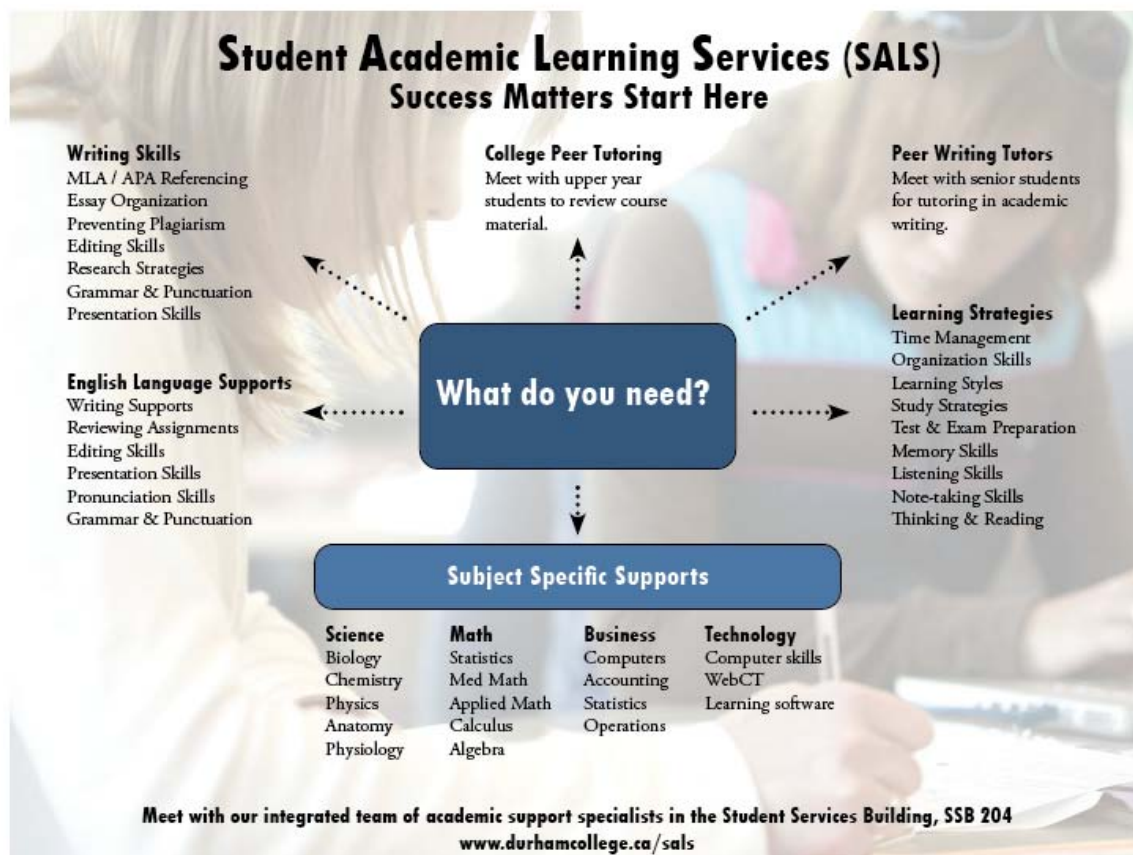 Student Academic Learning Services (SALS)
Success Matters Start Here
Writing Skills
MLA / APA Referencing
Essay Organization
Preventing Plagiarism
Editing Skills
Research Strategies
Grammar & Punctuation
Presentation Skills
College Peer Tutoring
Meet with upper year
students to review course
material.
Peer Writing Tutors
Meet with senior students
for tutoring in academic
writing.
What do you need?
English Language Supports
Writing Supports
Reviewing Assignments
Editing Skills
Presentation Skills
Pronunciation Skills
Grammar & Punctuation
Learning Strategies
Time Management
Organization Skills
Learning Styles
Study Strategies
Test & Exam Preparation
Memory Skills
Listening Skills
Note-taking Skills
Thinking & Reading
Subject Specific Supports
Science
Biology
Chemistry
Physics
Anatomy
Physiology
Math
Statistics
Med Math
Applied Math
Calculus
Algebra
Business
Computers
Accounting
Statistics
Operations
Technology
Computer skills
WebCT
Learning software
Meet with our integrated team of academic support specialists in the Student Services Building, SSB 204
www.durhamcollege.ca/sals